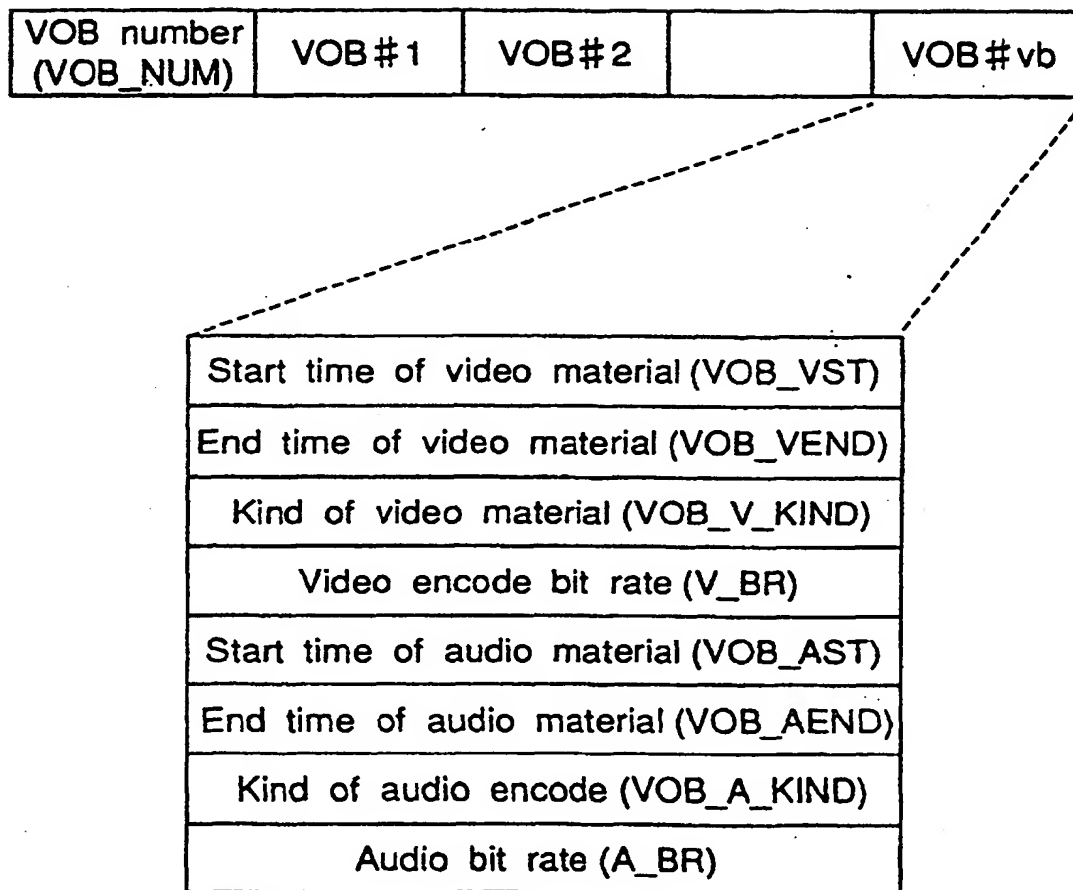 VOB number
(VOB_NUM)
VOB#1
VOB#2
VOB#vb
Start time of video material (VOB_VST)
End time of video material (VOB_VEND)
Kind of video material (VOB_V_KIND)
Video encode bit rate (V_BR)
Start time of audio material (VOB_AST)
End time of audio material (VOB_AEND)
Kind of audio encode (VOB_A_KIND)
Audio bit rate (A_BR)